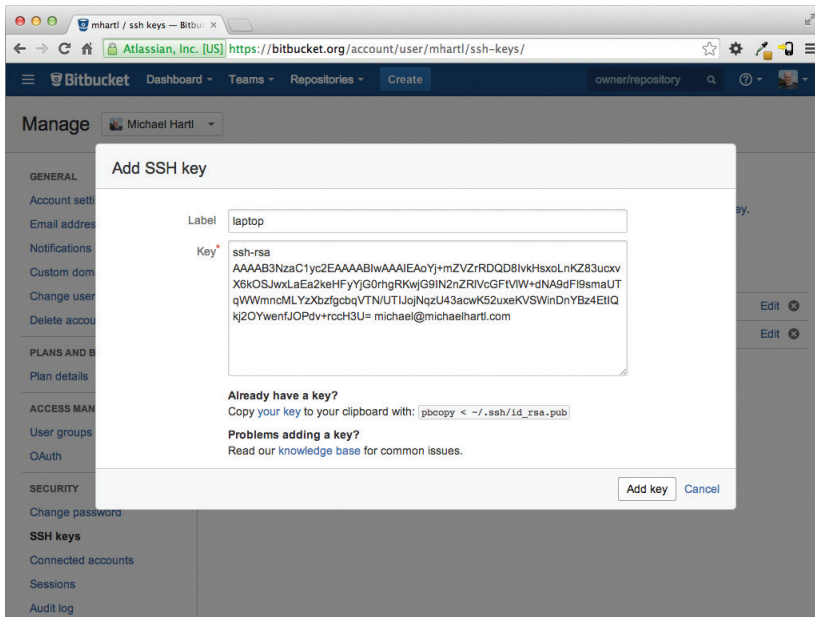 mhartl / ssh keys — Bitbuc
Atlassian, Inc. [US] https://bitbucket.org/account/user/mhartl/ssh-keys/
Bitbucket Dashboard Teams Repositories Create owner/repository
Manage Michael Hartl
Add SSH key
GENERAL
Account setti
Email addres
Notifications
Custom dom
Change user
Delete accou
PLANS AND B
Plan details
ACCESS MAN
User groups
OAuth
SECURITY
Change password
SSH keys
Connected accounts
Sessions
Audit log
Label laptop
Key*
ssh-rsa
AAAAB3NzaC1yc2EAAAABIwAAAIEAoYj+mZVZrRDQD8IvkHsxoLnKZ83ucxv
X6kOSJwxLaEa2keHFyYjG0rhgRKwjG9IN2nZRlVcGFtVlW+dNA9dFl9smaUT
qWWmncMLYzXbzfgcbqVTN/UTIJojNqzU43acwK52uxeKVSWinDnYBz4EtlQ
kj2OYwenfJOPdv+rccH3U= michael@michaelhartl.com
Already have a key?
Copy your key to your clipboard with: pbcopy < ~/.ssh/id_rsa.pub
Problems adding a key?
Read our knowledge base for common issues.
Add key Cancel
ay.
Edit
Edit